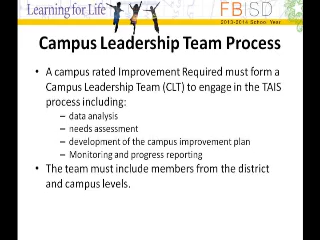 Learning for Life
FBISD
2013-2014 School Year
Campus Leadership Team Process
• A campus rated Improvement Required must form a
Campus Leadership Team (CLT) to engage in the TAIS
process including:
– data analysis
– needs assessment
– development of the campus improvement plan
– Monitoring and progress reporting
• The team must include members from the district
and campus levels.